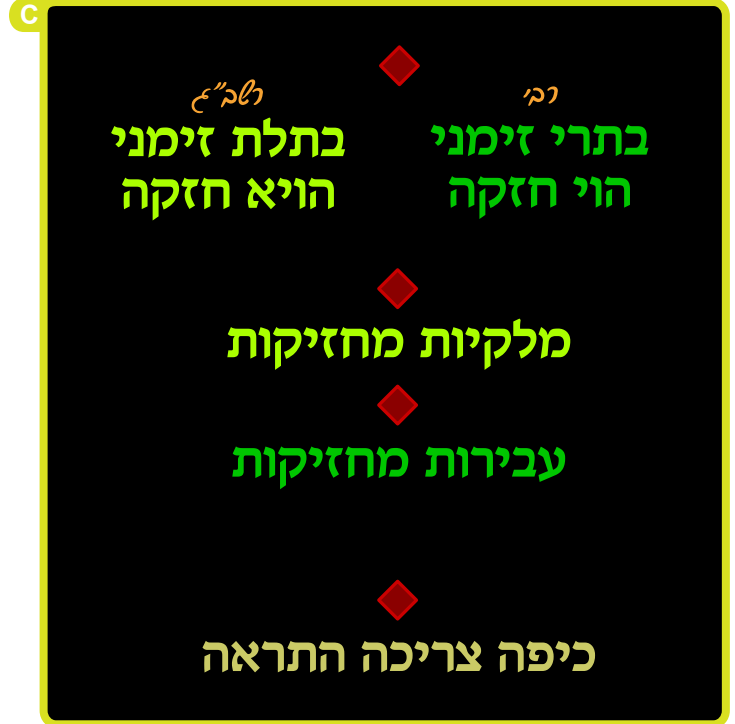 C
רבי
בתרי זימני
הוי חזקה
רשב״ג
בתלת זימני
הויא חזקה
מלקיות מחזיקות
עבירות מחזיקות
כיפה צריכה התראה